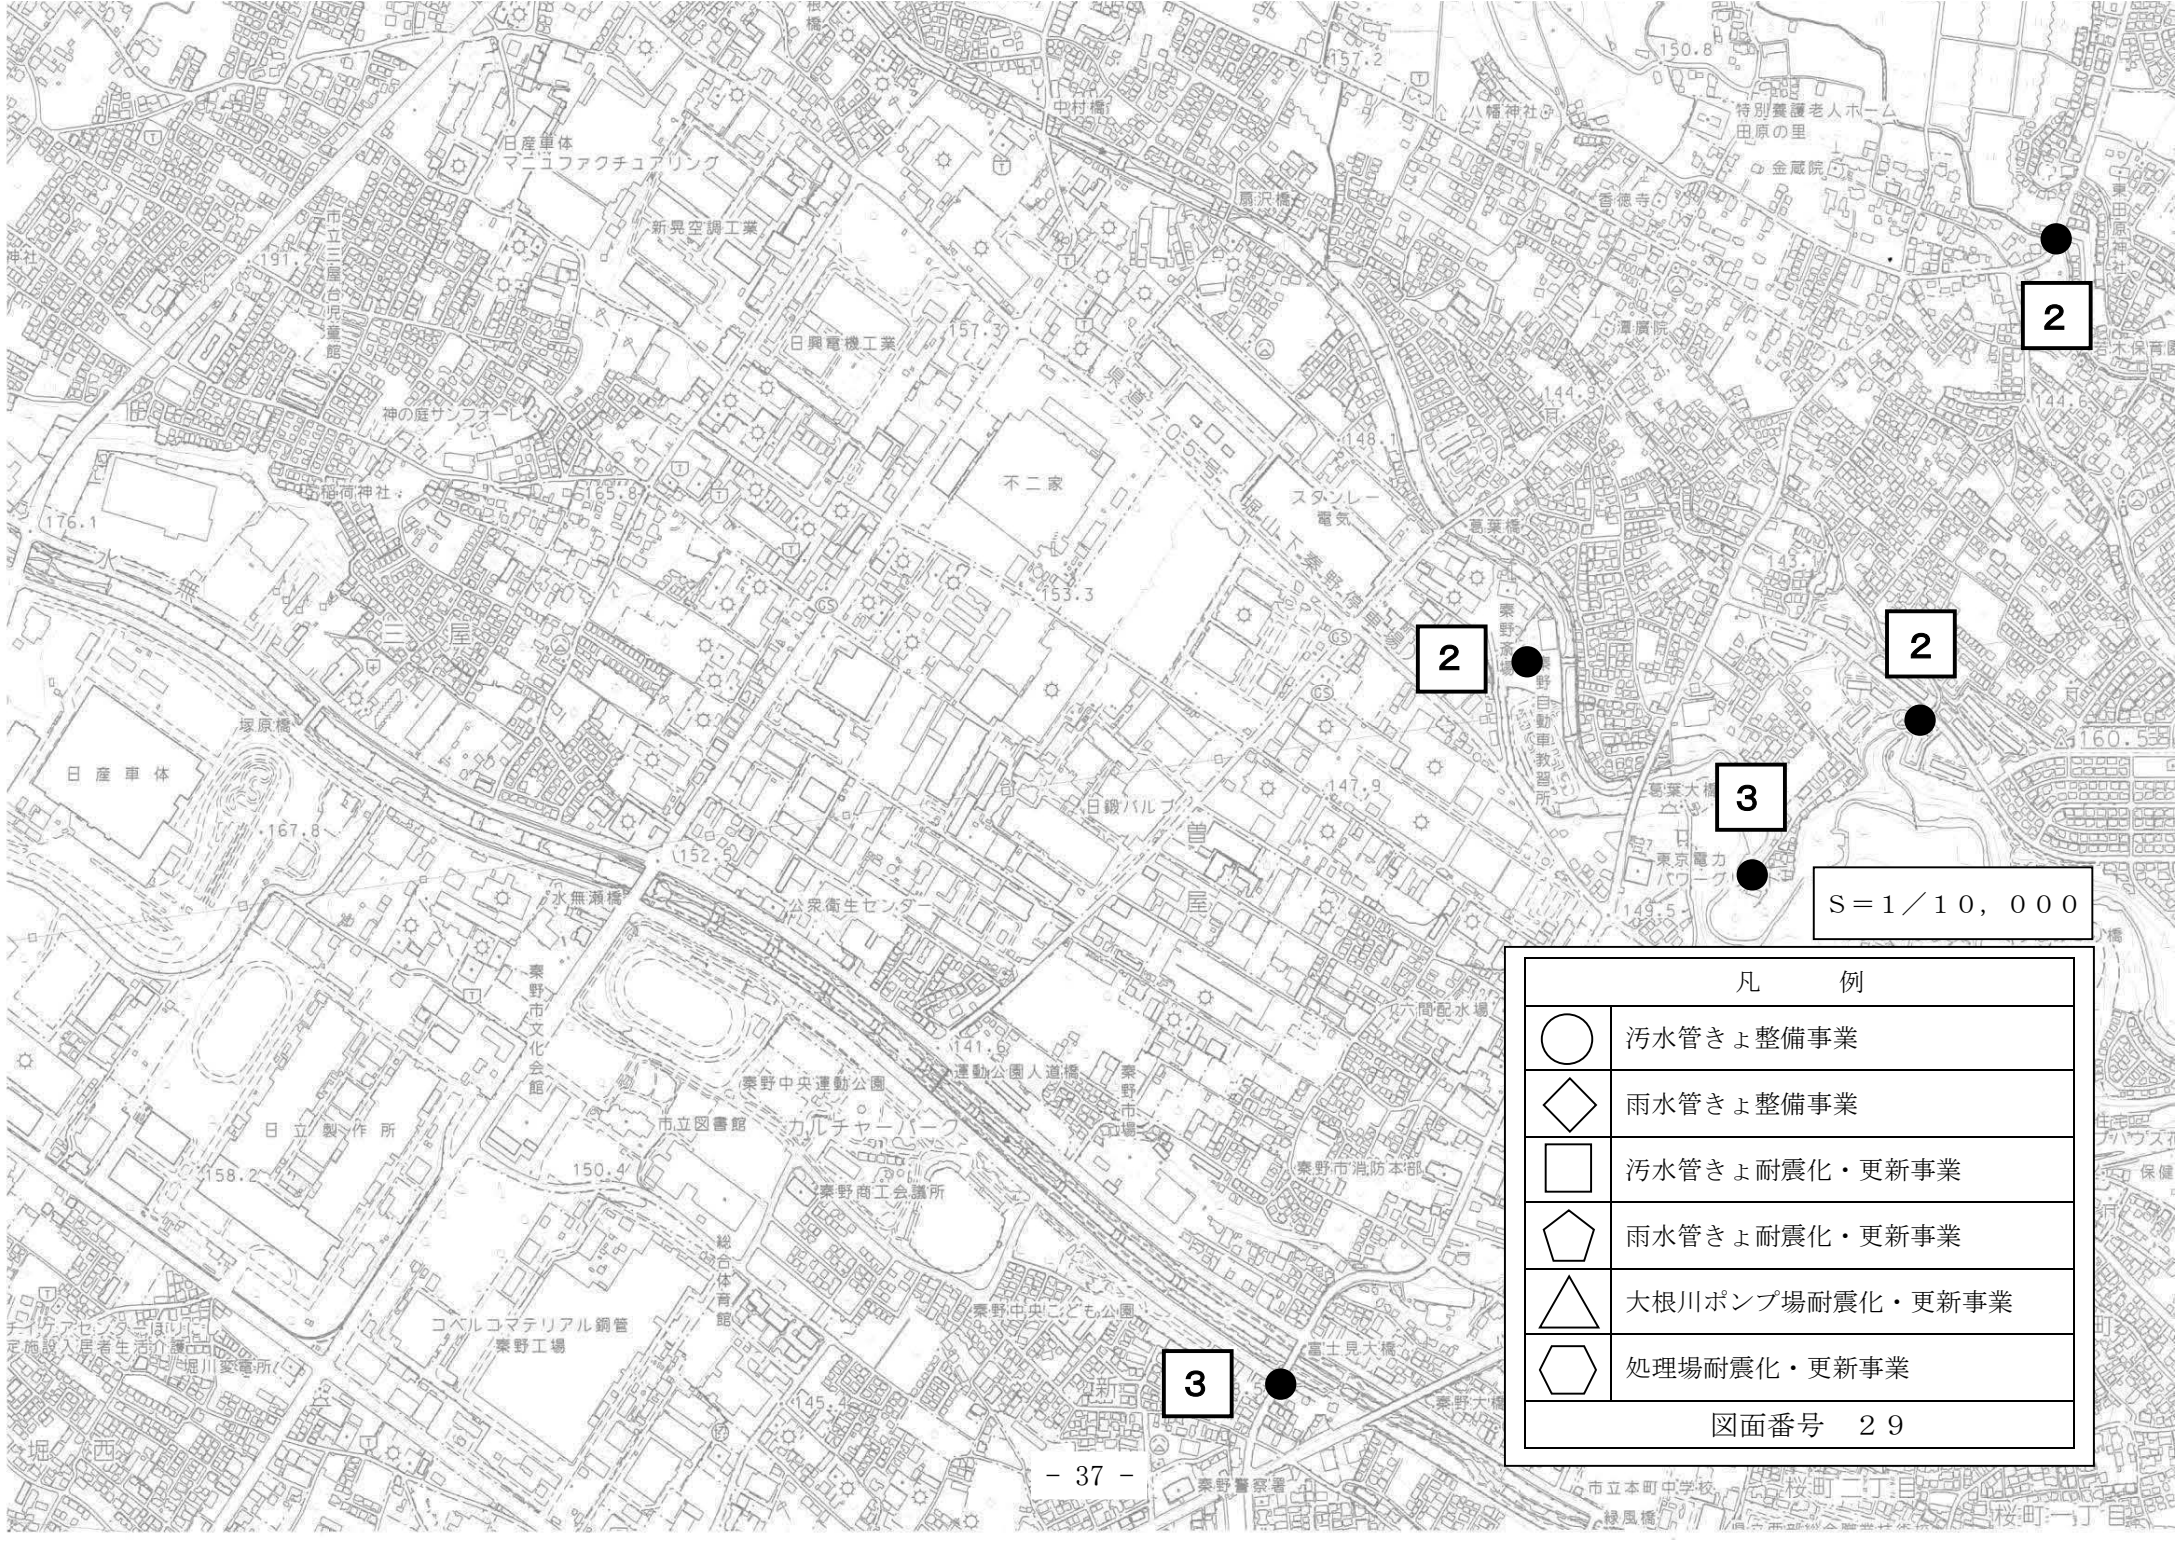 157.2
150.8
中村橋
八幡神社
特別養護老人ホーム
田原の里
日産車体
マニュファクチュアリング
金蔵院
扇沢橋
香徳寺
東田原神社
市立三屋台児童館
新晃空調工業
神社
2
157.3
日興電機工業
県道705号
144.9
144.6
神の庭サンフォーレ
148.1
不二家
稲荷神社
165.8
スタンレー
電気
176.1
葛葉橋
153.3
三屋
2
秦野斎場
秦野自動車教習所
2
塚原橋
160.5
日産車体
147.9
3
葛葉大橋
日鍛バルブ
167.8
曽屋
152.5
東京電力
水無瀬橋
公衆衛生センター
149.5
S=1/10,000
秦野市文化会館
凡 例
六間配水場
汚水管きょ整備事業
141.6
運動公園人道橋
秦野中央運動公園
秦野市場
雨水管きょ整備事業
市立図書館
カルチャーパーク
日立製作所
158.2
150.4
秦野市消防本部
汚水管きょ耐震化・更新事業
保健
秦野商工会議所
雨水管きょ耐震化・更新事業
総合体育館
秦野中央こども公園
大根川ポンプ場耐震化・更新事業
コベルコマテリアル銅管
秦野工場
富士見大橋
堀川変電所
処理場耐震化・更新事業
3
145.4
秦野大橋
図面番号 29
堀西
- 37 -
秦野警察署
市立本町中学校
桜町二丁目
緑風橋
桜町一丁目